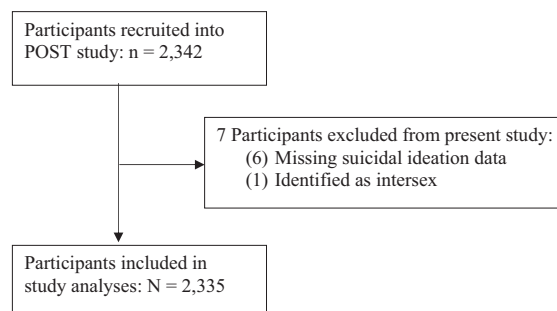 Participants recruited into
POST study: n = 2,342
7 Participants excluded from present study:
(6) Missing suicidal ideation data
(1) Identified as intersex
Participants included in
study analyses: N = 2,335